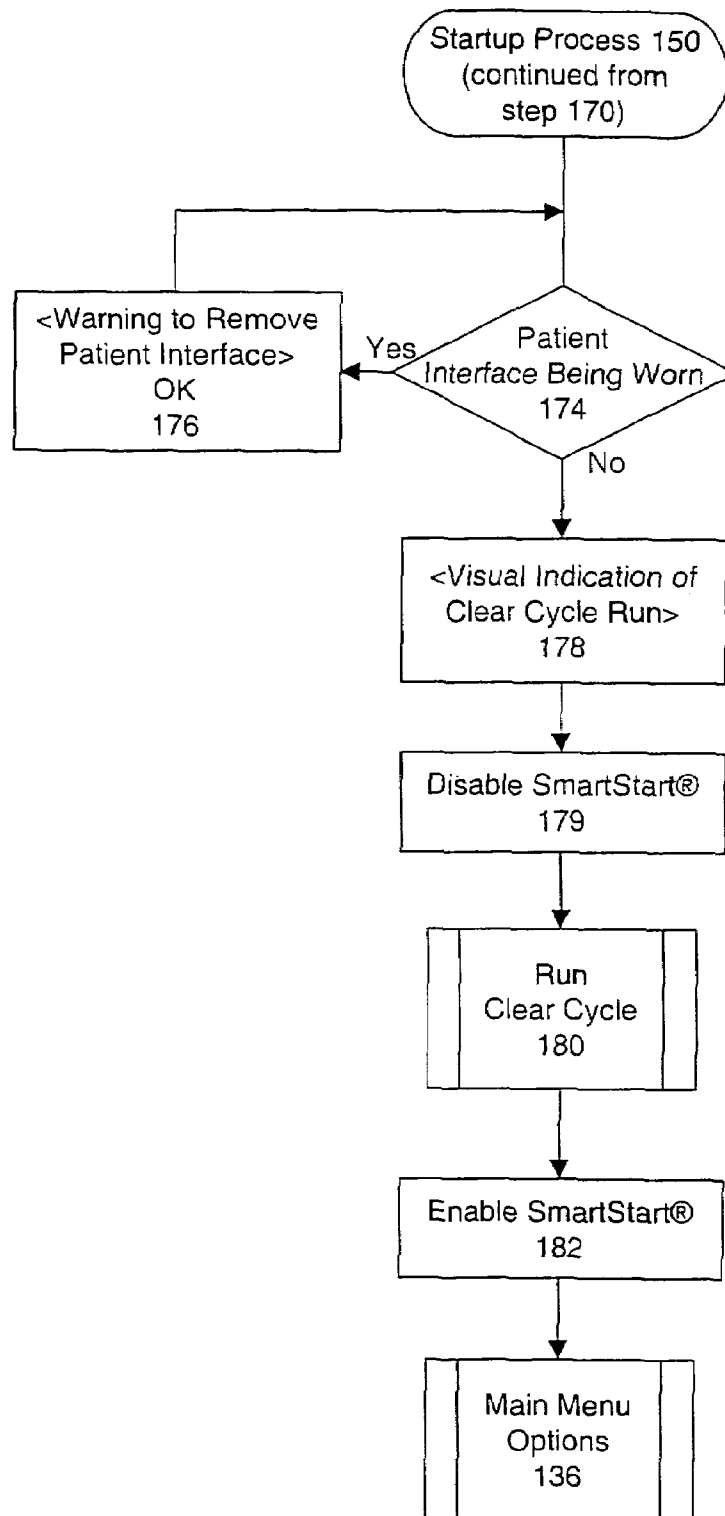 Startup Process 150
(continued from
step 170)
<Warning to Remove
Patient Interface>
OK
176
Yes
Patient
Interface Being Worn
174
No
<Visual Indication of
Clear Cycle Run>
178
Disable SmartStart®
179
Run
Clear Cycle
180
Enable SmartStart®
182
Main Menu
Options
136